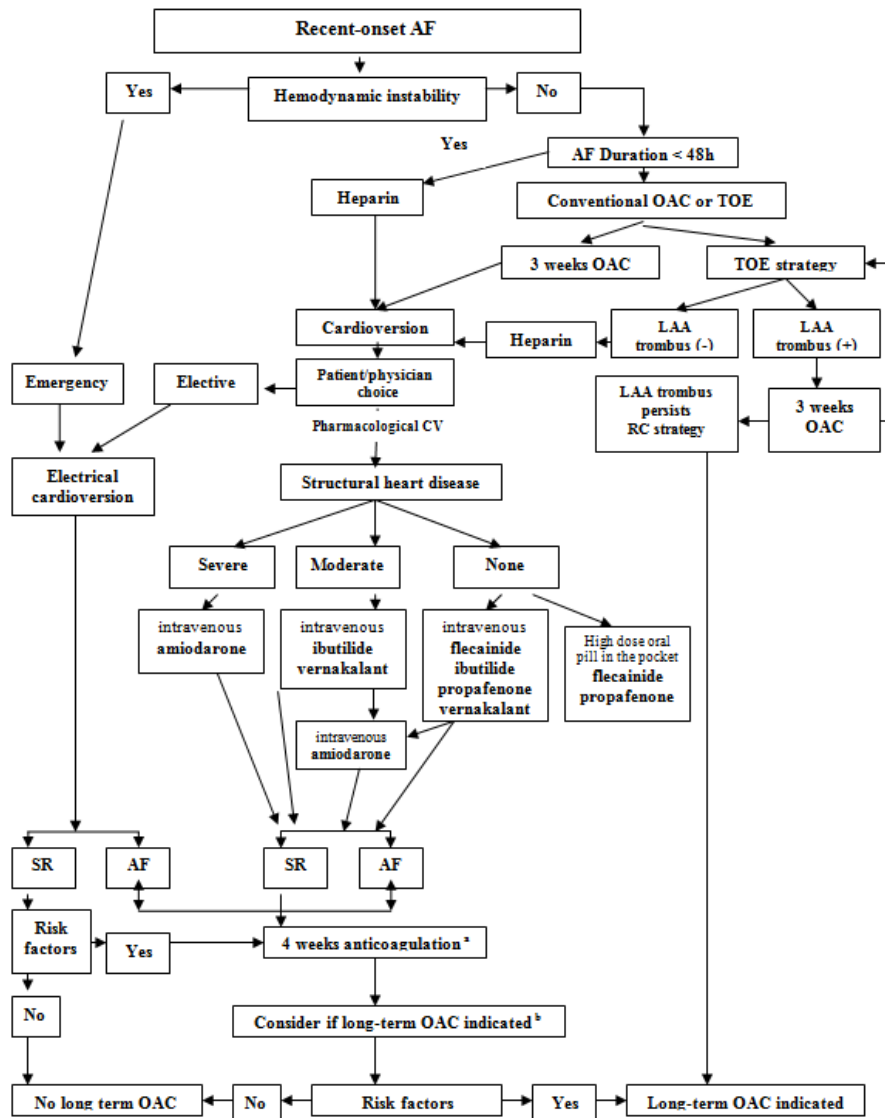 Recent-onset AF
Yes
Hemodynamic instability
No
Yes
AF Duration < 48h
Heparin
Conventional OAC or TOE
3 weeks OAC
TOE strategy
Cardioversion
Heparin
LAA
trombus (-)
LAA
trombus (+)
Emergency
Elective
Patient/physician
choice
LAA trombus
persists
RC strategy
3 weeks
OAC
Pharmacological CV
Electrical
cardioversion
Structural heart disease
Severe
Moderate
None
intravenous
amiodarone
intravenous
ibutilide
vernakalant
intravenous
flecainide
ibutilide
propafenone
vernakalant
High dose oral
pill in the pocket
flecainide
propafenone
intravenous
amiodarone
SR
AF
SR
AF
Risk
factors
Yes
4 weeks anticoagulation ª
No
Consider if long-term OAC indicated ᵇ
No long term OAC
No
Risk factors
Yes
Long-term OAC indicated